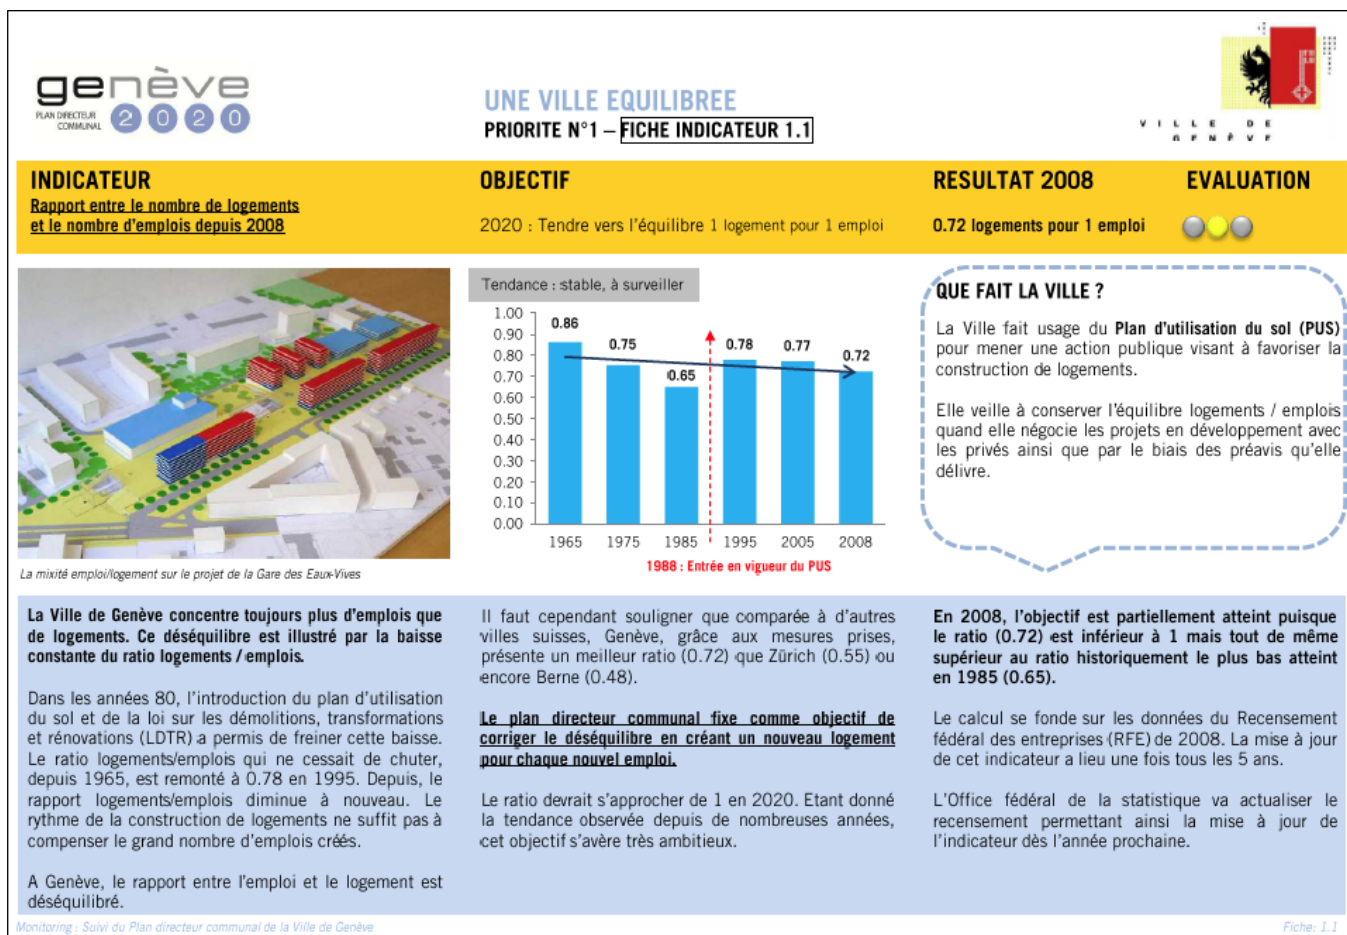 genève
PLAN DIRECTEUR
COMMUNAL
2020
UNE VILLE EQUILIBREE
PRIORITE N°1 – FICHE INDICATEUR 1.1
VILLE DE
GENÈVE
INDICATEUR
Rapport entre le nombre de logements
et le nombre d'emplois depuis 2008
OBJECTIF
2020 : Tendre vers l'équilibre 1 logement pour 1 emploi
RESULTAT 2008
0.72 logements pour 1 emploi
EVALUATION
La mixité emploi/logement sur le projet de la Gare des Eaux-Vives
Tendance : stable, à surveiller
1.00
0.90
0.80
0.70
0.60
0.50
0.40
0.30
0.20
0.10
0.00
0.86
0.75
0.65
0.78
0.77
0.72
1965 1975 1985 1995 2005 2008
1988 : Entrée en vigueur du PUS
QUE FAIT LA VILLE ?
La Ville fait usage du Plan d'utilisation du sol (PUS)
pour mener une action publique visant à favoriser la
construction de logements.
Elle veille à conserver l'équilibre logements / emplois
quand elle négocie les projets en développement avec
les privés ainsi que par le biais des préavis qu'elle
délivre.
La Ville de Genève concentre toujours plus d'emplois que
de logements. Ce déséquilibre est illustré par la baisse
constante du ratio logements / emplois.
Dans les années 80, l'introduction du plan d'utilisation
du sol et de la loi sur les démolitions, transformations
et rénovations (LDTR) a permis de freiner cette baisse.
Le ratio logements/emplois qui ne cessait de chuter,
depuis 1965, est remonté à 0.78 en 1995. Depuis, le
rapport logements/emplois diminue à nouveau. Le
rythme de la construction de logements ne suffit pas à
compenser le grand nombre d'emplois créés.
A Genève, le rapport entre l'emploi et le logement est
déséquilibré.
Il faut cependant souligner que comparée à d'autres
villes suisses, Genève, grâce aux mesures prises,
présente un meilleur ratio (0.72) que Zürich (0.55) ou
encore Berne (0.48).
Le plan directeur communal fixe comme objectif de
corriger le déséquilibre en créant un nouveau logement
pour chaque nouvel emploi.
Le ratio devrait s'approcher de 1 en 2020. Etant donné
la tendance observée depuis de nombreuses années,
cet objectif s'avère très ambitieux.
En 2008, l'objectif est partiellement atteint puisque
le ratio (0.72) est inférieur à 1 mais tout de même
supérieur au ratio historiquement le plus bas atteint
en 1985 (0.65).
Le calcul se fonde sur les données du Recensement
fédéral des entreprises (RFE) de 2008. La mise à jour
de cet indicateur a lieu une fois tous les 5 ans.
L'Office fédéral de la statistique va actualiser le
recensement permettant ainsi la mise à jour de
l'indicateur dès l'année prochaine.
Monitoring : Suivi du Plan directeur communal de la Ville de Genève
Fiche: 1.1